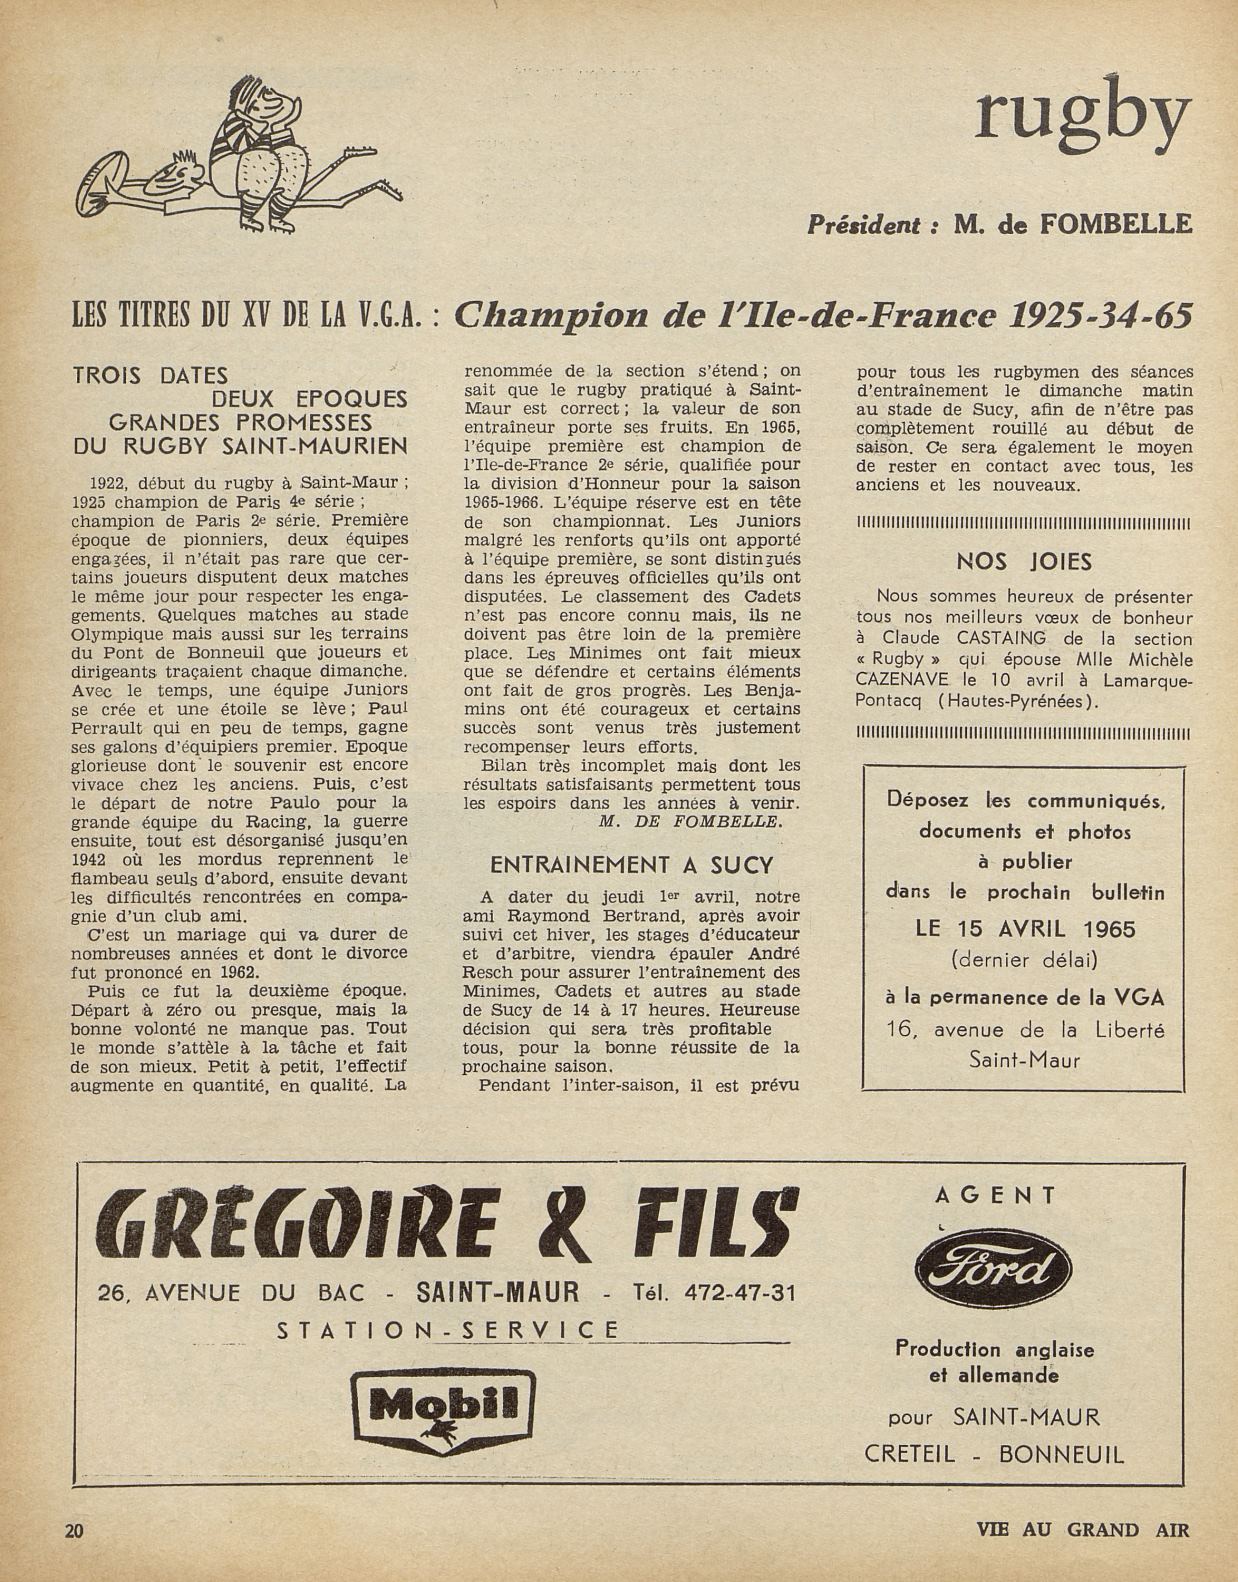 rugby
Président : M. de FOMBELLE
LES TITRES DU XV DE LA V.G.A. : Champion de l'Ile-de-France 1925-34-65
TROIS DATES
DEUX EPOQUES
GRANDES PROMESSES
DU RUGBY SAINT-MAURIEN
1922, début du rugby à Saint-Maur ;
1925 champion de Paris 4e série ;
champion de Paris 2e série. Première
époque de pionniers, deux équipes
engagées, il n'était pas rare que cer-
tains joueurs disputent deux matches
le même jour pour respecter les enga-
gements. Quelques matches au stade
Olympique mais aussi sur les terrains
du Pont de Bonneuil que joueurs et
dirigeants traçaient chaque dimanche.
Avec le temps, une équipe Juniors
se crée et une étoile se lève ; Paul
Perrault qui en peu de temps, gagne
ses galons d'équipiers premier. Epoque
glorieuse dont le souvenir est encore
vivace chez les anciens. Puis, c'est
le départ de notre Paulo pour la
grande équipe du Racing, la guerre
ensuite, tout est désorganisé jusqu'en
1942 où les mordus reprennent le
flambeau seuls d'abord, ensuite devant
les difficultés rencontrées en compa-
gnie d'un club ami.
C'est un mariage qui va durer de
nombreuses années et dont le divorce
fut prononcé en 1962.
Puis ce fut la deuxième époque.
Départ à zéro ou presque, mais la
bonne volonté ne manque pas. Tout
le monde s'attèle à la tâche et fait
de son mieux. Petit à petit, l'effectif
augmente en quantité, en qualité. La
renommée de la section s'étend ; on
sait que le rugby pratiqué à Saint-
Maur est correct ; la valeur de son
entraîneur porte ses fruits. En 1965,
l'équipe première est champion de
l'Ile-de-France 2e série, qualifiée pour
la division d'Honneur pour la saison
1965-1966. L'équipe réserve est en tête
de son championnat. Les Juniors
malgré les renforts qu'ils ont apporté
à l'équipe première, se sont distingués
dans les épreuves officielles qu'ils ont
disputées. Le classement des Cadets
n'est pas encore connu mais, ils ne
doivent pas être loin de la première
place. Les Minimes ont fait mieux
que se défendre et certains éléments
ont fait de gros progrès. Les Benja-
mins ont été courageux et certains
succès sont venus très justement
recompenser leurs efforts.
Bilan très incomplet mais dont les
résultats satisfaisants permettent tous
les espoirs dans les années à venir.
M. DE FOMBELLE.
ENTRAINEMENT A SUCY
A dater du jeudi 1er avril, notre
ami Raymond Bertrand, après avoir
suivi cet hiver, les stages d'éducateur
et d'arbitre, viendra épauler André
Resch pour assurer l'entraînement des
Minimes, Cadets et autres au stade
de Sucy de 14 à 17 heures. Heureuse
décision qui sera très profitable
tous, pour la bonne réussite de la
prochaine saison.
Pendant l'inter-saison, il est prévu
pour tous les rugbymen des séances
d'entraînement le dimanche matin
au stade de Sucy, afin de n'être pas
complètement rouillé au début de
saison. Ce sera également le moyen
de rester en contact avec tous, les
anciens et les nouveaux.
NOS JOIES
Nous sommes heureux de présenter
tous nos meilleurs vœux de bonheur
à Claude CASTAING de la section
« Rugby » qui épouse Mlle Michèle
CAZENAVE le 10 avril à Lamarque-
Pontacq (Hautes-Pyrénées).
Déposez les communiqués,
documents et photos
à publier
dans le prochain bulletin
LE 15 AVRIL 1965
(dernier délai)
à la permanence de la VGA
16, avenue de la Liberté
Saint-Maur
GRÉGOIRE & FILS
26, AVENUE DU BAC - SAINT-MAUR - Tél. 472-47-31
STATION-SERVICE
Mobil
AGENT
Ford
Production anglaise
et allemande
pour SAINT-MAUR
CRETEIL - BONNEUIL
20
VIE AU GRAND AIR